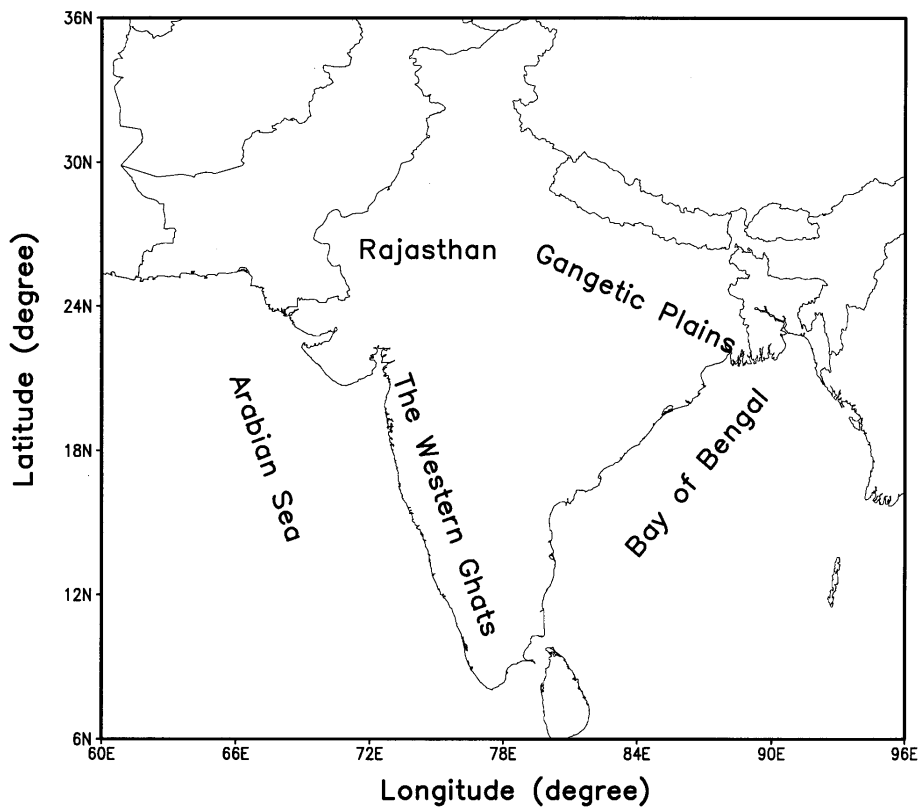 36N
30N
24N
18N
12N
6N
Latitude (degree)
Rajasthan
Gangetic Plains
Arabian Sea
The Western Ghats
Bay of Bengal
60E 66E 72E 78E 84E 90E 96E
Longitude (degree)